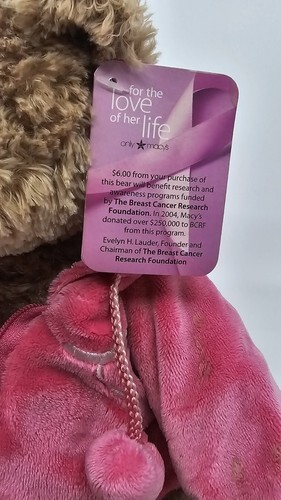 for the
love
of her
life
only ★ macy's
$6.00 from your purchase of
this bear will benefit research and
awareness programs funded
by The Breast Cancer Research
Foundation. In 2004, Macy's
donated over $250,000 to BCRF
from this program.
Evelyn H. Lauder, Founder and
Chairman of The Breast Cancer
Research Foundation